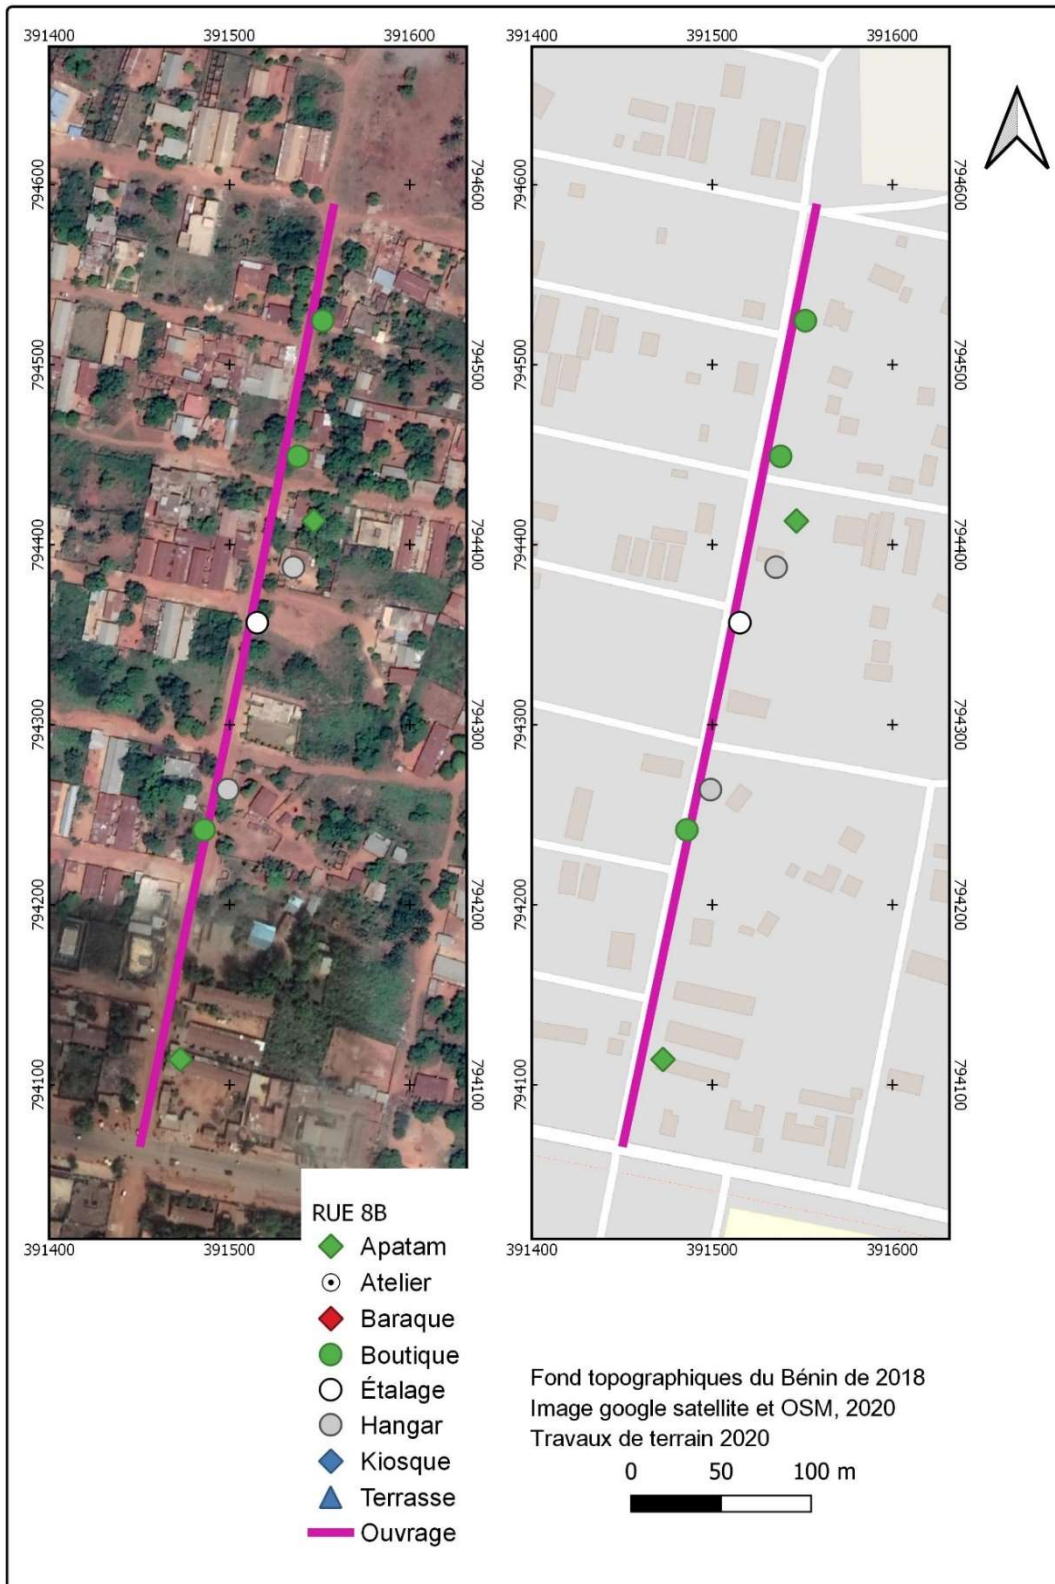 391400 391500 391600 391400 391500 391600
794600 794600 794600 794600
794500 794500 794500 794500
794400 794400 794400 794400
794300 794300 794300 794300
794200 794200 794200 794200
794100 794100 794100 794100
391400 391500 391400 391500 391600
RUE 8B
Apatam
Atelier
Baraque
Boutique
Étalage
Hangar
Kiosque
Terrasse
Ouvrage
Fond topographiques du Bénin de 2018
Image google satellite et OSM, 2020
Travaux de terrain 2020
0 50 100 m